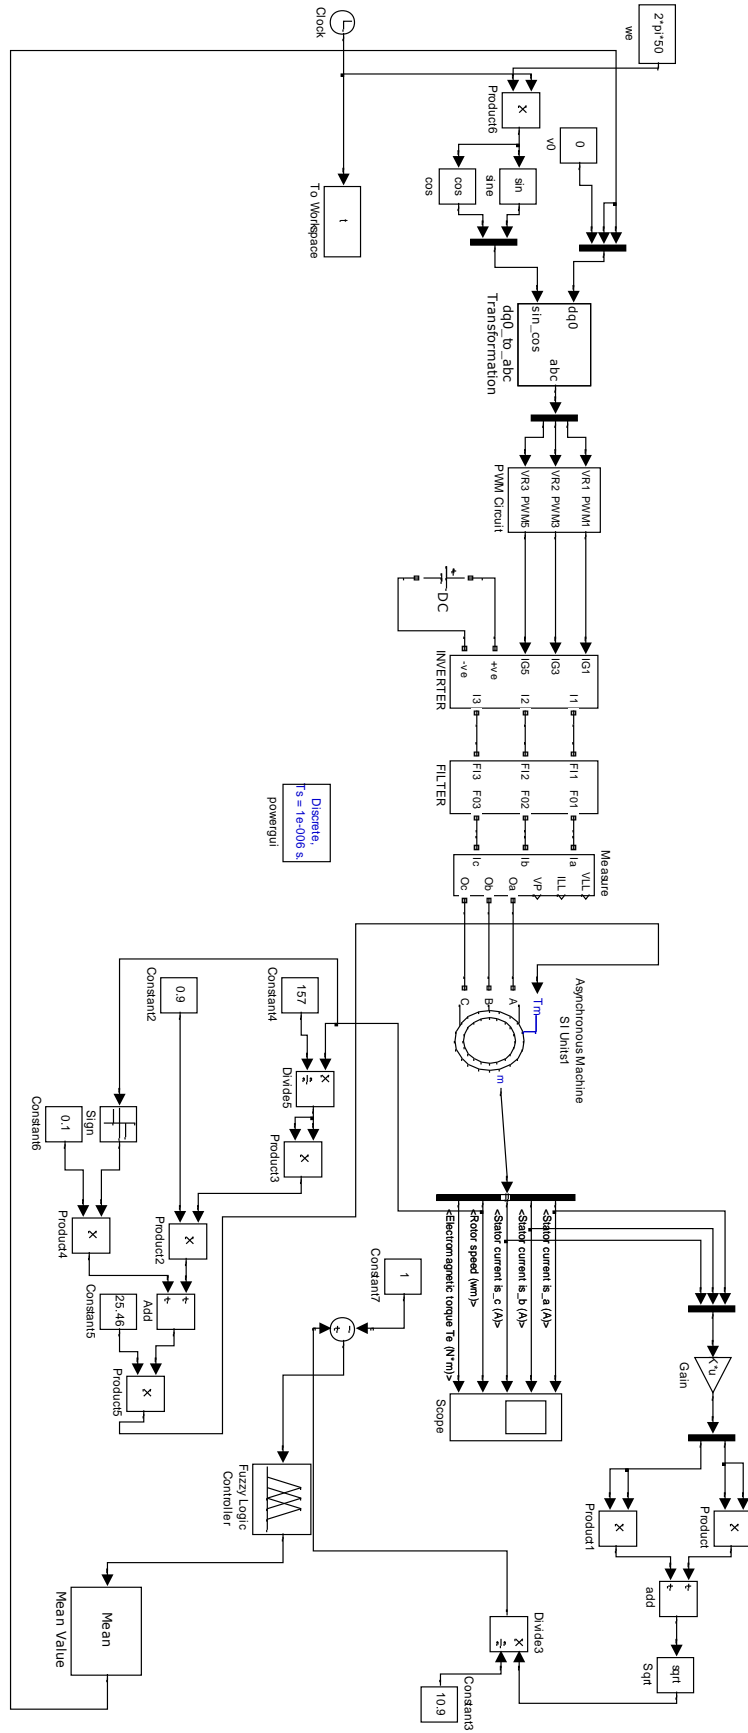 2*pi*50
we
Clock
t
To Workspace
X
Product6
sin
sine
cos
cos
0
v0
dq0
sin_cos
abc
dq0_to_abc
Transformation
VR1 PWM1
VR2 PWM3
VR3 PWM5
PWM Circuit
DC
+
IG1
IG3
IG5
+ve
-ve
I1
I2
I3
INVERTER
FI1 F01
FI2 F02
FI3 F03
FILTER
Discrete,
Ts = 1e-006 s.
powergui
VLL
ILL
VP
Ia
Ib
Ic
Oa
Ob
Oc
Measure
Tm
A
B
C
m
Asynchronous Machine
SI Units1
<Stator current is_a (A)>
<Stator current is_b (A)>
<Stator current is_c (A)>
<Rotor speed (wm)>
<Electromagnetic torque Te (N*m)>
Scope
K*u
Gain
X
Product
X
Product1
+
+
add
sqrt
Sqrt
X
÷
Divide3
10.9
Constant3
1
Constant7
Fuzzy Logic
Controller
Mean
Mean Value
157
Constant4
X
÷
Divide5
X
Product3
0.9
Constant2
X
Product2
Sign
0.1
Constant6
X
Product4
+
+
Add
25.46
Constant5
X
Product5